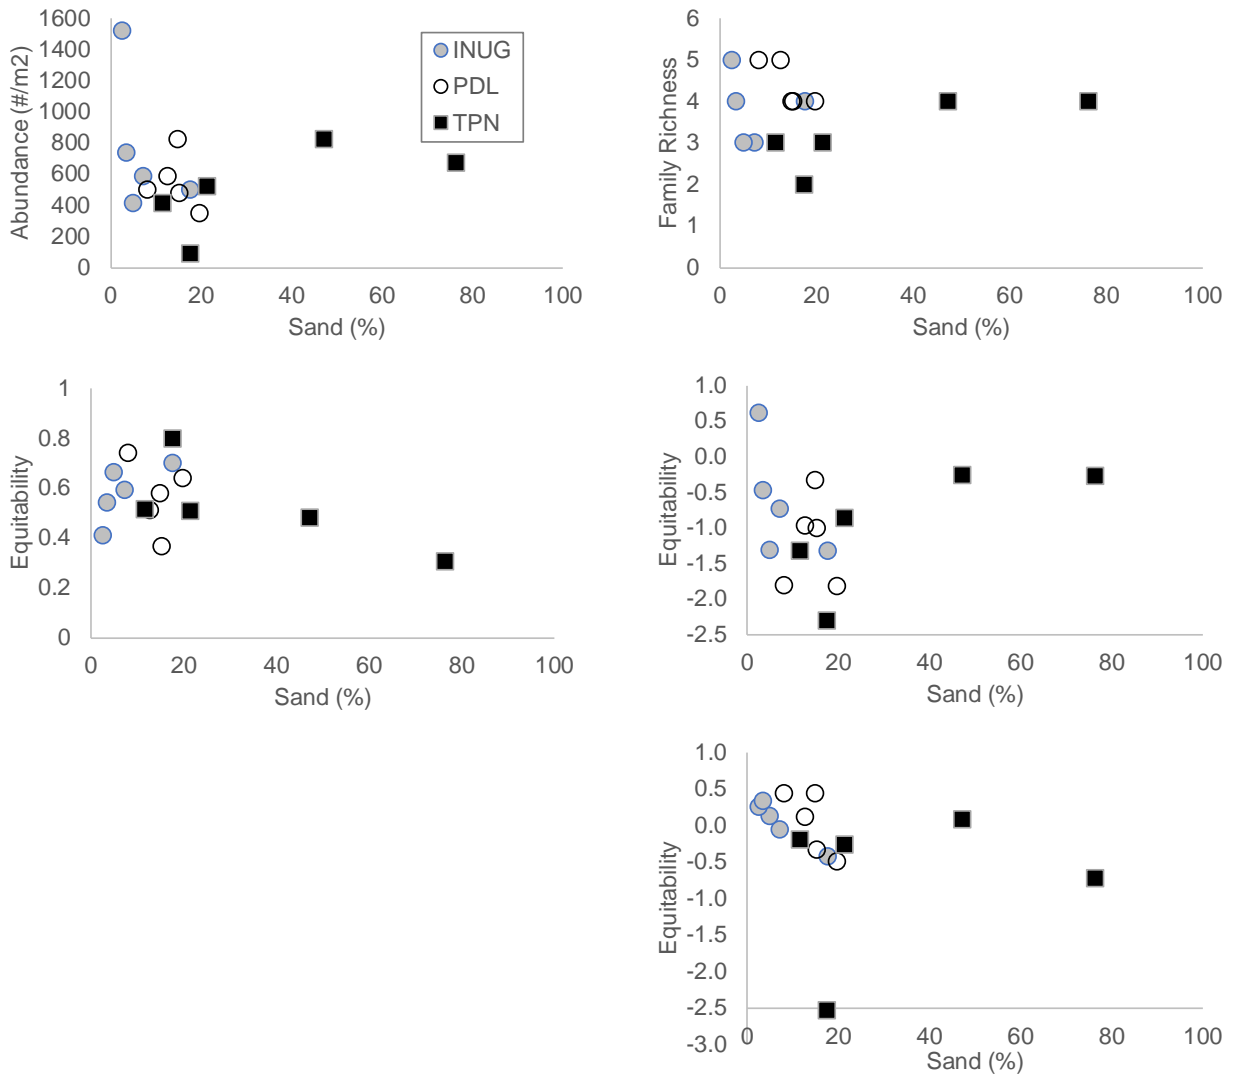 1600
1400
1200
1000
800
600
400
200
0
Abundance (#/m2)
0 20 40 60 80 100
Sand (%)
INUG
PDL
TPN
6
5
4
3
2
1
0
Family Richness
0 20 40 60 80 100
Sand (%)
1
0.8
0.6
0.4
0.2
0
Equitability
0 20 40 60 80 100
Sand (%)
1.0
0.5
0.0
-0.5
-1.0
-1.5
-2.0
-2.5
Equitability
0 20 40 60 80 100
Sand (%)
1.0
0.5
0.0
-0.5
-1.0
-1.5
-2.0
-2.5
-3.0
Equitability
0 20 40 60 80 100
Sand (%)